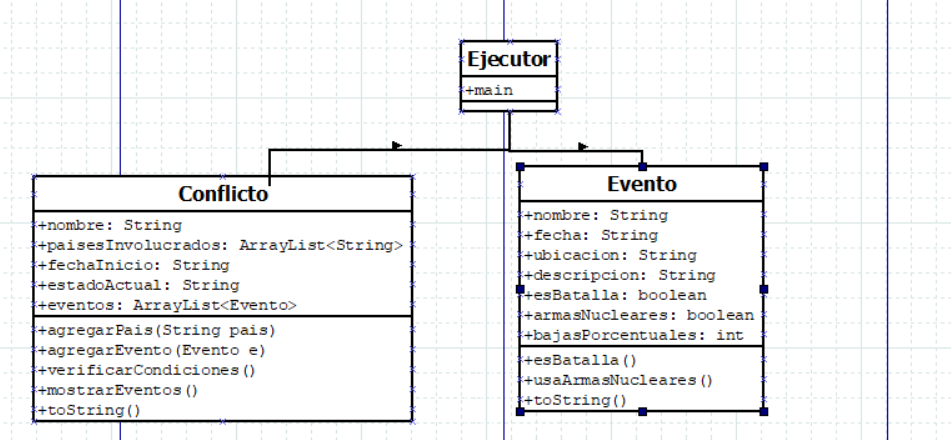 Ejecutor
+main
Conflicto
+nombre: String
+paisesInvolucrados: ArrayList<String>
+fechaInicio: String
+estadoActual: String
+eventos: ArrayList<Evento>
+agregarPais(String pais)
+agregarEvento(Evento e)
+verificarCondiciones()
+mostrarEventos()
+toString()
Evento
+nombre: String
+fecha: String
+ubicacion: String
+descripcion: String
+esBatalla: boolean
+armasNucleares: boolean
+bajasPorcentuales: int
+esBatalla()
+usaArmasNucleares()
+toString()